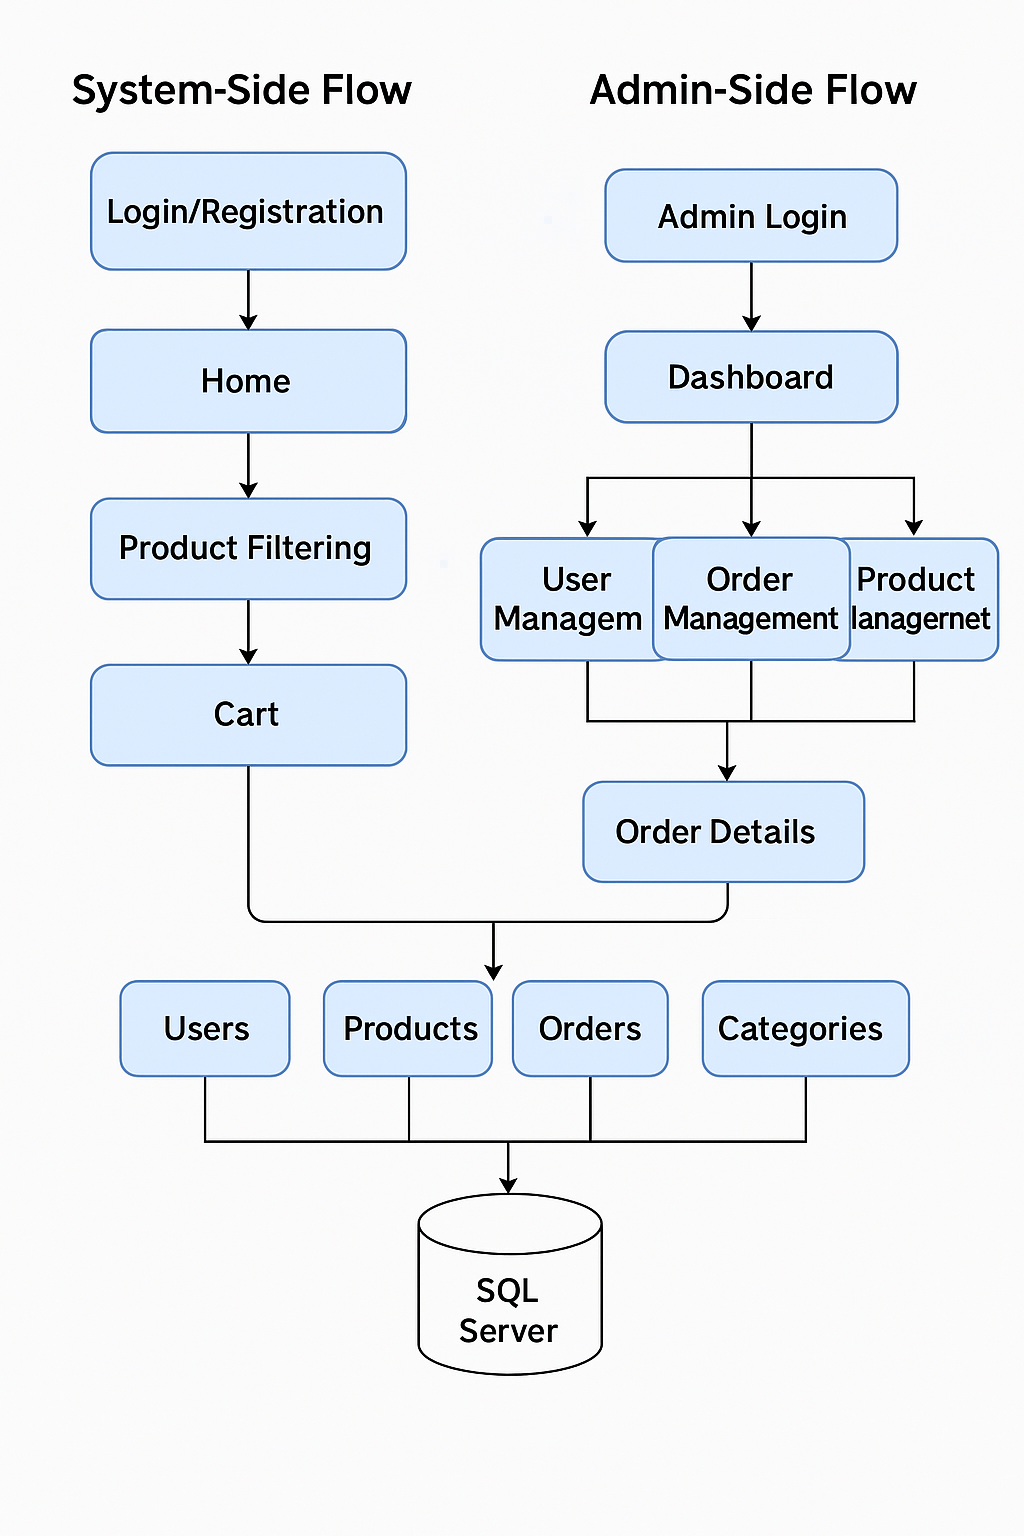 System-Side Flow
Admin-Side Flow
Login/Registration
Admin Login
Home
Dashboard
Product Filtering
User
Managem
Order
Management
Product
lanagernet
Cart
Order Details
Users
Products
Orders
Categories
SQL
Server